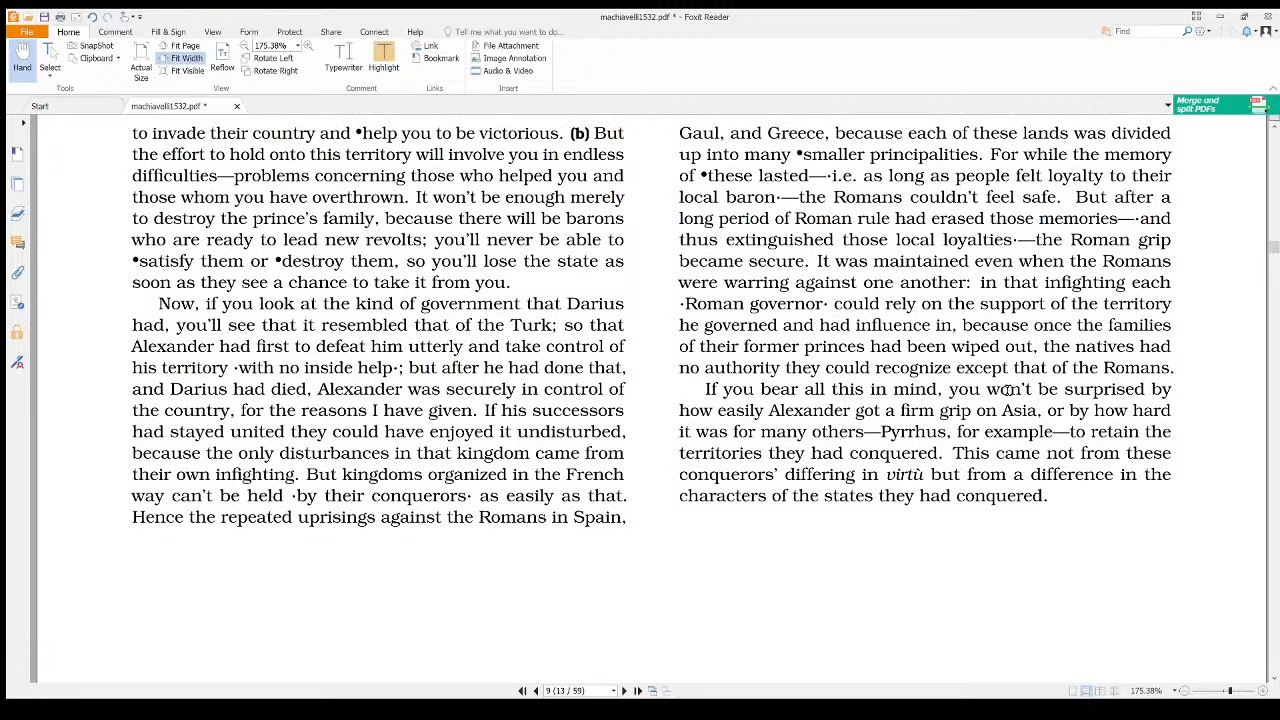 machiavelli1532.pdf * - Foxit Reader
File Home Comment Fill & Sign View Form Protect Share Connect Help Tell me what you want to do... Find
Hand
Select
SnapShot
Clipboard
Tools
Actual Size
Fit Page
Fit Width
Fit Visible
Reflow
175.38%
Rotate Left
Rotate Right
View
Typewriter
Highlight
Comment
Link
Bookmark
Links
File Attachment
Image Annotation
Audio & Video
Insert
Start
machiavelli1532.pdf *
Merge and split PDFs
to invade their country and •help you to be victorious. (b) But
the effort to hold onto this territory will involve you in endless
difficulties—problems concerning those who helped you and
those whom you have overthrown. It won't be enough merely
to destroy the prince's family, because there will be barons
who are ready to lead new revolts; you'll never be able to
•satisfy them or •destroy them, so you'll lose the state as
soon as they see a chance to take it from you.
Now, if you look at the kind of government that Darius
had, you'll see that it resembled that of the Turk; so that
Alexander had first to defeat him utterly and take control of
his territory ·with no inside help·; but after he had done that,
and Darius had died, Alexander was securely in control of
the country, for the reasons I have given. If his successors
had stayed united they could have enjoyed it undisturbed,
because the only disturbances in that kingdom came from
their own infighting. But kingdoms organized in the French
way can't be held ·by their conquerors· as easily as that.
Hence the repeated uprisings against the Romans in Spain,
Gaul, and Greece, because each of these lands was divided
up into many •smaller principalities. For while the memory
of •these lasted—·i.e. as long as people felt loyalty to their
local baron·—the Romans couldn't feel safe. But after a
long period of Roman rule had erased those memories—·and
thus extinguished those local loyalties·—the Roman grip
became secure. It was maintained even when the Romans
were warring against one another: in that infighting each
·Roman governor· could rely on the support of the territory
he governed and had influence in, because once the families
of their former princes had been wiped out, the natives had
no authority they could recognize except that of the Romans.
If you bear all this in mind, you won't be surprised by
how easily Alexander got a firm grip on Asia, or by how hard
it was for many others—Pyrrhus, for example—to retain the
territories they had conquered. This came not from these
conquerors' differing in virtù but from a difference in the
characters of the states they had conquered.
9 (13 / 59)
175.38%